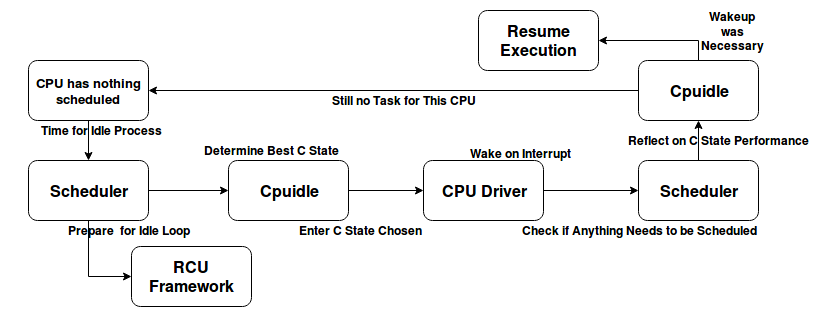 Wakeup
was
Necessary
Resume
Execution
CPU has nothing
scheduled
Cpuidle
Still no Task for This CPU
Time for Idle Process
Reflect on C State Performance
Determine Best C State
Wake on Interrupt
Scheduler
Cpuidle
CPU Driver
Scheduler
Prepare  for Idle Loop
Enter C State Chosen
Check if Anything Needs to be Scheduled
RCU
Framework